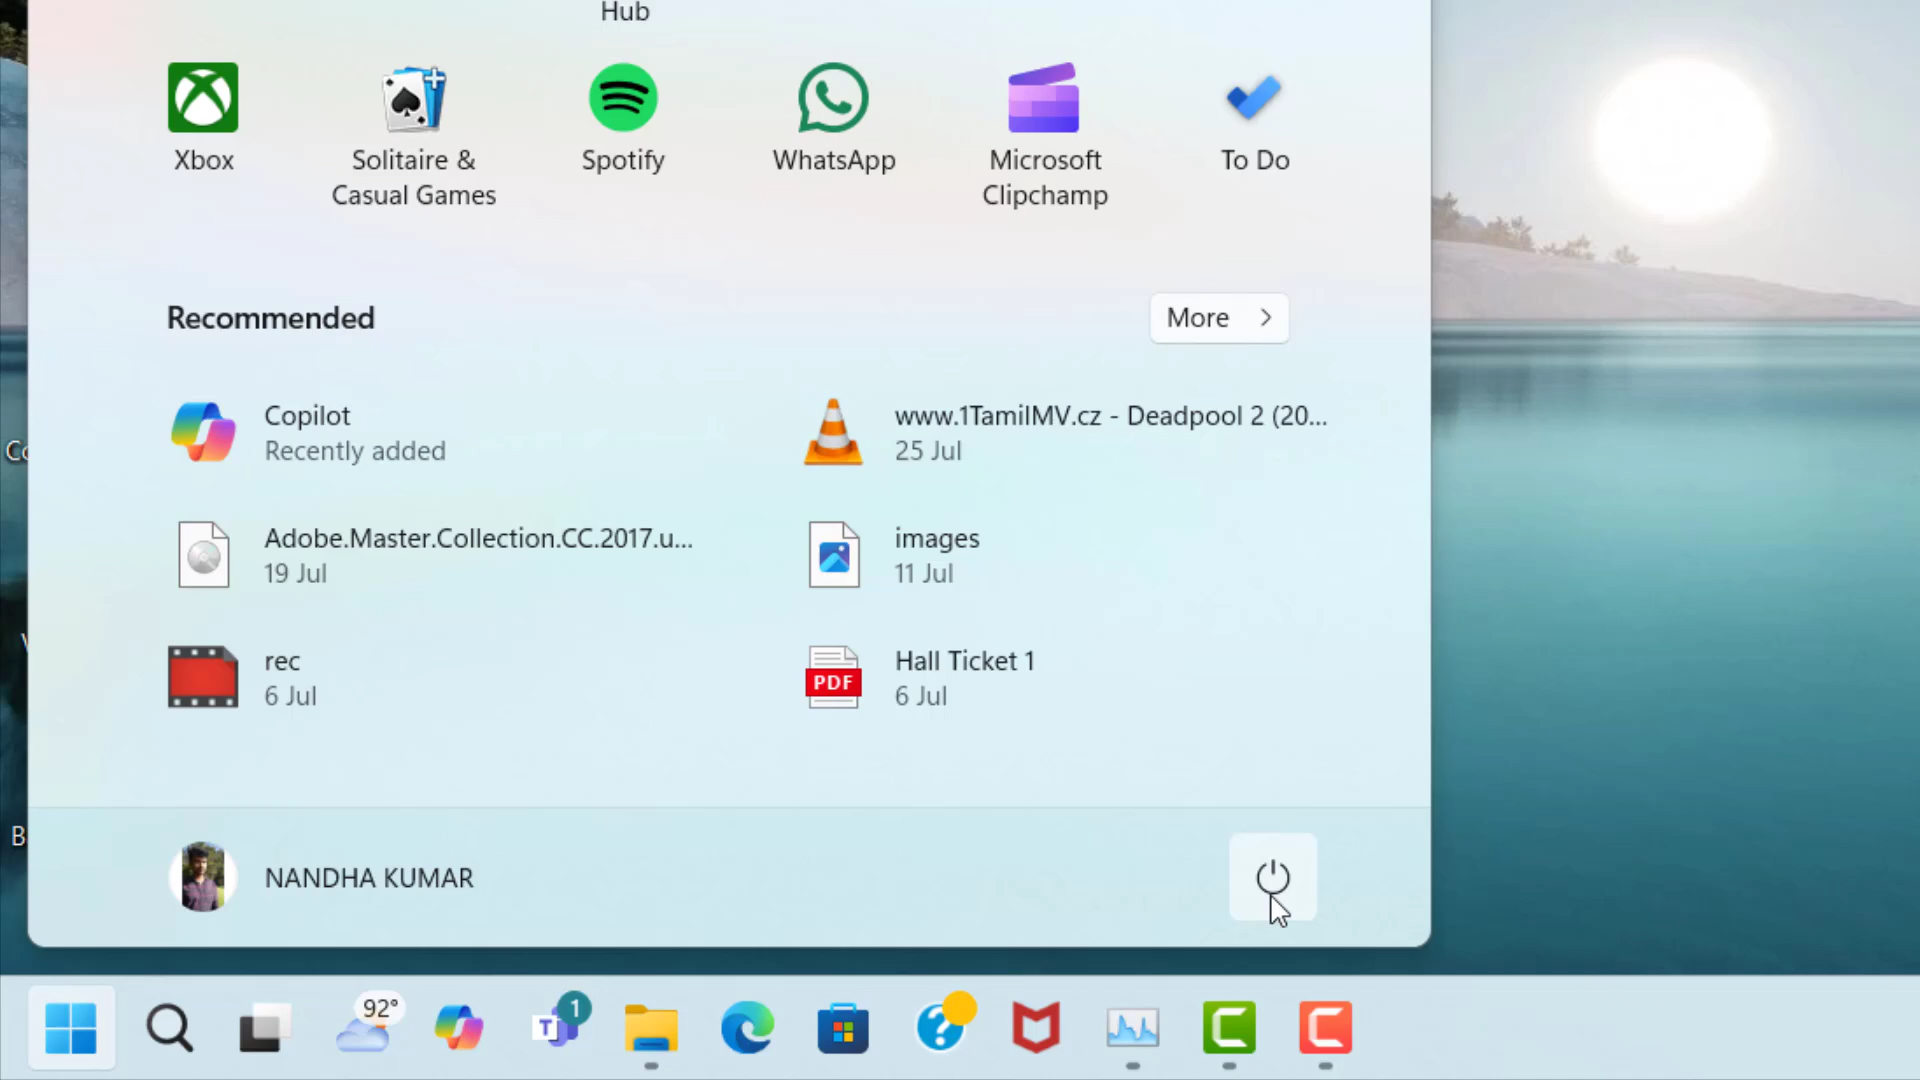 Hub
Xbox
Solitaire &
Casual Games
Spotify
WhatsApp
Microsoft
Clipchamp
To Do
Recommended
More
Copilot
Recently added
www.1TamilMV.cz - Deadpool 2 (20...
25 Jul
Adobe.Master.Collection.CC.2017.u...
19 Jul
images
11 Jul
rec
6 Jul
PDF
Hall Ticket 1
6 Jul
NANDHA KUMAR
92°
1